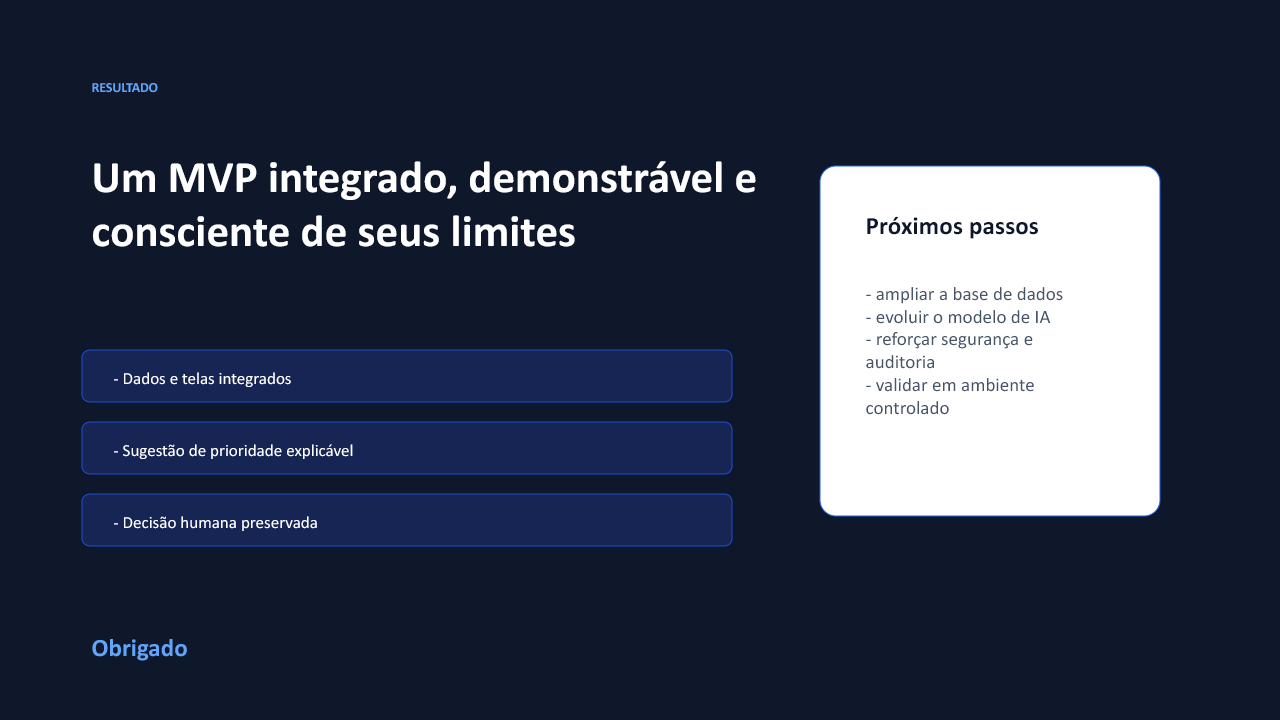 RESULTADO
Um MVP integrado, demonstrável e
consciente de seus limites
- Dados e telas integrados
- Sugestão de prioridade explicável
- Decisão humana preservada
Próximos passos
- ampliar a base de dados
- evoluir o modelo de IA
- reforçar segurança e
auditoria
- validar em ambiente
controlado
Obrigado